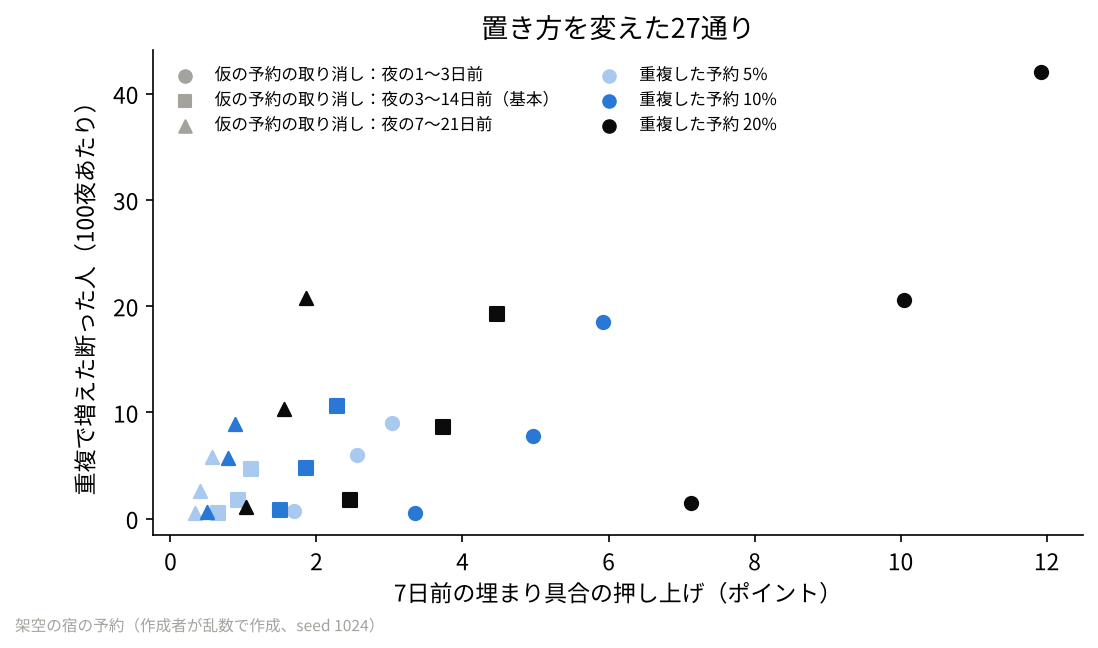 置き方を変えた27通り
仮の予約の取り消し：夜の1〜3日前
仮の予約の取り消し：夜の3〜14日前（基本）
仮の予約の取り消し：夜の7〜21日前
重複した予約 5%
重複した予約 10%
重複した予約 20%
重複で増えた断った人（100夜あたり）
40
30
20
10
0
0 2 4 6 8 10 12
7日前の埋まり具合の押し上げ（ポイント）
架空の宿の予約（作成者が乱数で作成、seed 1024）